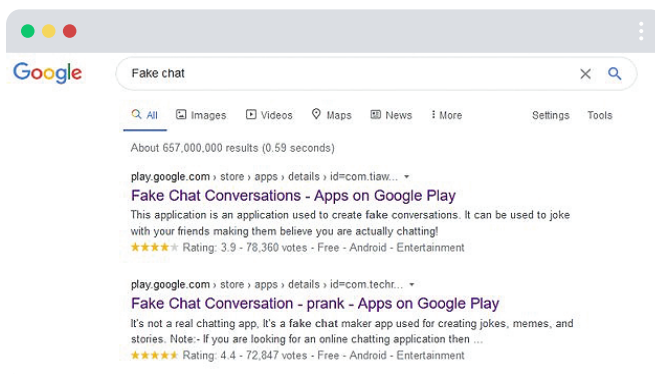 Google
Fake chat
All Images Videos Maps News More Settings Tools
About 657,000,000 results (0.59 seconds)
play.google.com › store › apps › details › id=com.tiaw...
Fake Chat Conversations - Apps on Google Play
This application is an application used to create fake conversations. It can be used to joke
with your friends making them believe you are actually chatting!
Rating: 3.9 - 78,360 votes - Free - Android - Entertainment
play.google.com › store › apps › details › id=com.techr...
Fake Chat Conversation - prank - Apps on Google Play
It's not a real chatting app, It's a fake chat maker app used for creating jokes, memes, and
stories. Note:- If you are looking for an online chatting application then ...
Rating: 4.4 - 72,847 votes - Free - Android - Entertainment